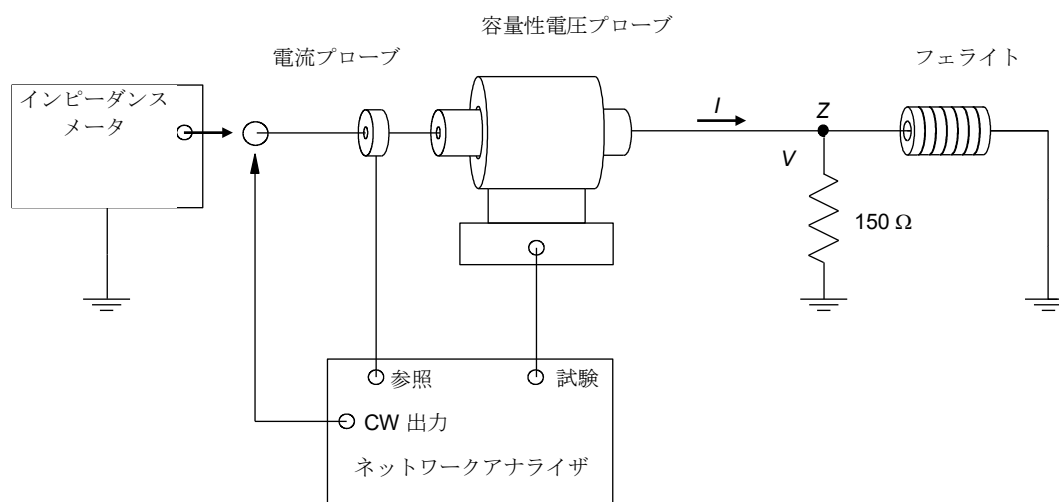 容量性電圧プローブ
電流プローブ
フェライト
インピーダンス
メータ
I
Z
V
150 Ω
参照
試験
CW 出力
ネットワークアナライザ